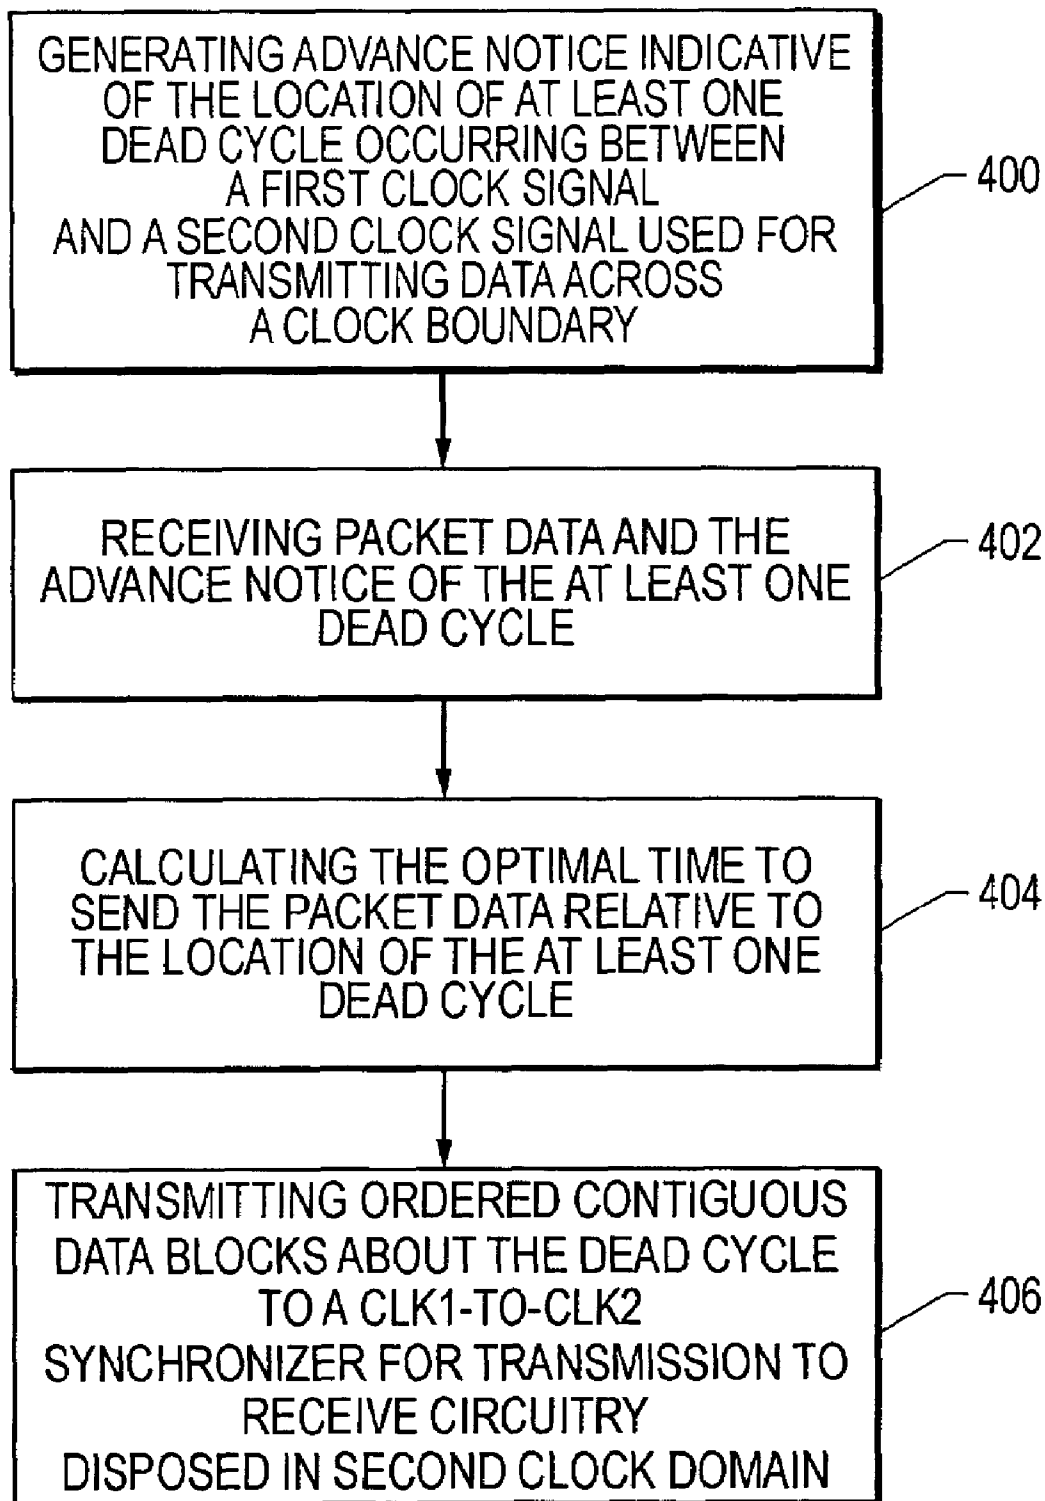 GENERATING ADVANCE NOTICE INDICATIVE
OF THE LOCATION OF AT LEAST ONE
DEAD CYCLE OCCURRING BETWEEN
A FIRST CLOCK SIGNAL
AND A SECOND CLOCK SIGNAL USED FOR
TRANSMITTING DATA ACROSS
A CLOCK BOUNDARY
400
RECEIVING PACKET DATA AND THE
ADVANCE NOTICE OF THE AT LEAST ONE
DEAD CYCLE
402
CALCULATING THE OPTIMAL TIME TO
SEND THE PACKET DATA RELATIVE TO
THE LOCATION OF THE AT LEAST ONE
DEAD CYCLE
404
TRANSMITTING ORDERED CONTIGUOUS
DATA BLOCKS ABOUT THE DEAD CYCLE
TO A CLK1-TO-CLK2
SYNCHRONIZER FOR TRANSMISSION TO
RECEIVE CIRCUITRY
DISPOSED IN SECOND CLOCK DOMAIN
406